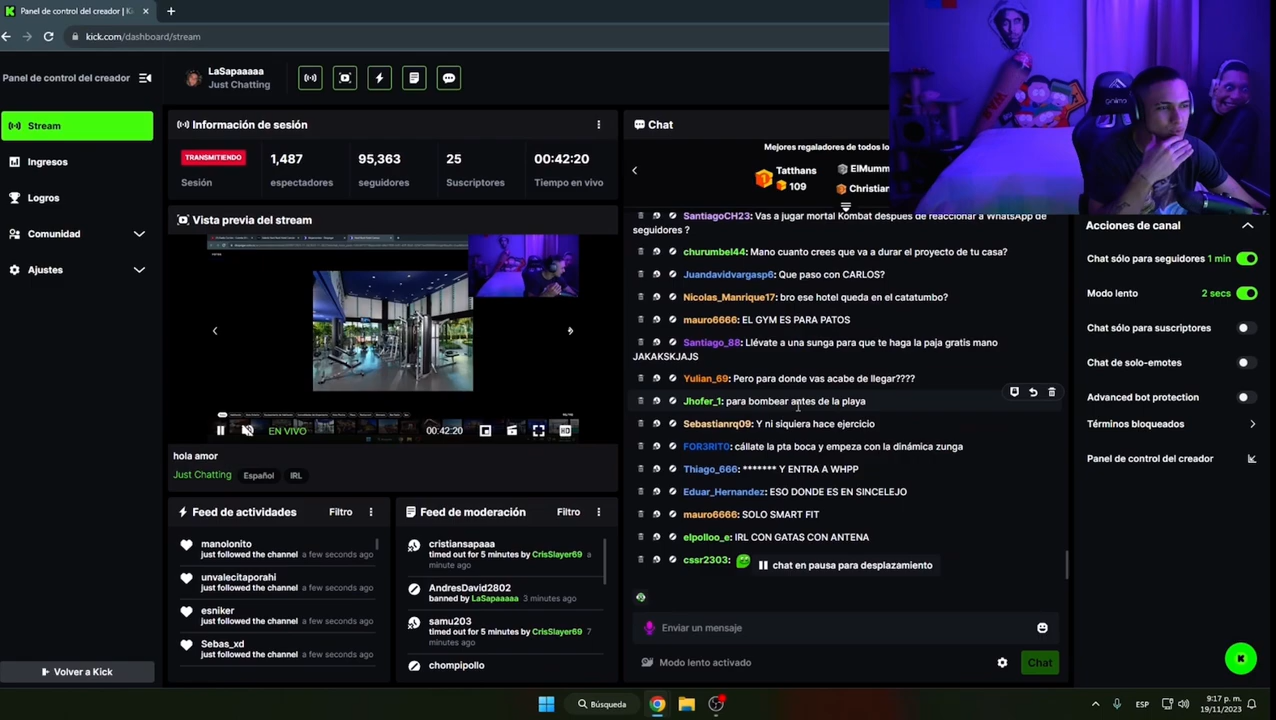 Panel de control del creador | Ki
kick.com/dashboard/stream
Panel de control del creador
LaSapaaaaa
Just Chatting
Stream
Ingresos
Logros
Comunidad
Ajustes
Volver a Kick
Información de sesión
TRANSMITIENDO
1,487
95,363
25
00:42:20
Sesión
espectadores
seguidores
Suscriptores
Tiempo en vivo
Vista previa del stream
EN VIVO
00:42:20
HD
hola amor
Just Chatting
Español
IRL
Feed de actividades
Filtro
manolonito
just followed the channel a few seconds ago
unvalecitaporahi
just followed the channel a few seconds ago
esniker
just followed the channel a few seconds ago
Sebas_xd
just followed the channel a few seconds ago
Feed de moderación
Filtro
cristiansapaaa
timed out for 5 minutes by CrisSlayer69 a
minute ago
AndresDavid2802
banned by LaSapaaaaa 3 minutes ago
samu203
timed out for 5 minutes by CrisSlayer69 7
minutes ago
chompipollo
Chat
Mejores regaladores de todos lo
1
Tatthans
109
ElMumm
Christian
SantiagoCH23: Vas a jugar mortal Kombat despues de reaccionar a WhatsApp de
seguidores ?
churumbel44: Mano cuanto crees que va a durar el proyecto de tu casa?
Juandavidvargasp6: Que paso con CARLOS?
Nicolas_Manrique17: bro ese hotel queda en el catatumbo?
mauro6666: EL GYM ES PARA PATOS
Santiago_88: Llévate a una sunga para que te haga la paja gratis mano
JAKAKSKJAJS
Yulian_69: Pero para donde vas acabe de llegar????
Jhofer_1: para bombear antes de la playa
Sebastianrq09: Y ni siquiera hace ejercicio
FOR3RIT0: cállate la pta boca y empeza con la dinámica zunga
Thiago_666: ******* Y ENTRA A WHPP
Eduar_Hernandez: ESO DONDE ES EN SINCELEJO
mauro6666: SOLO SMART FIT
elpolloo_e: IRL CON GATAS CON ANTENA
cssr2303:
chat en pausa para desplazamiento
Enviar un mensaje
Modo lento activado
Chat
Acciones de canal
Chat sólo para seguidores 1 min
Modo lento 2 secs
Chat sólo para suscriptores
Chat de solo-emotes
Advanced bot protection
Términos bloqueados
Panel de control del creador
Búsqueda
ESP
9:17 p. m.
19/11/2023